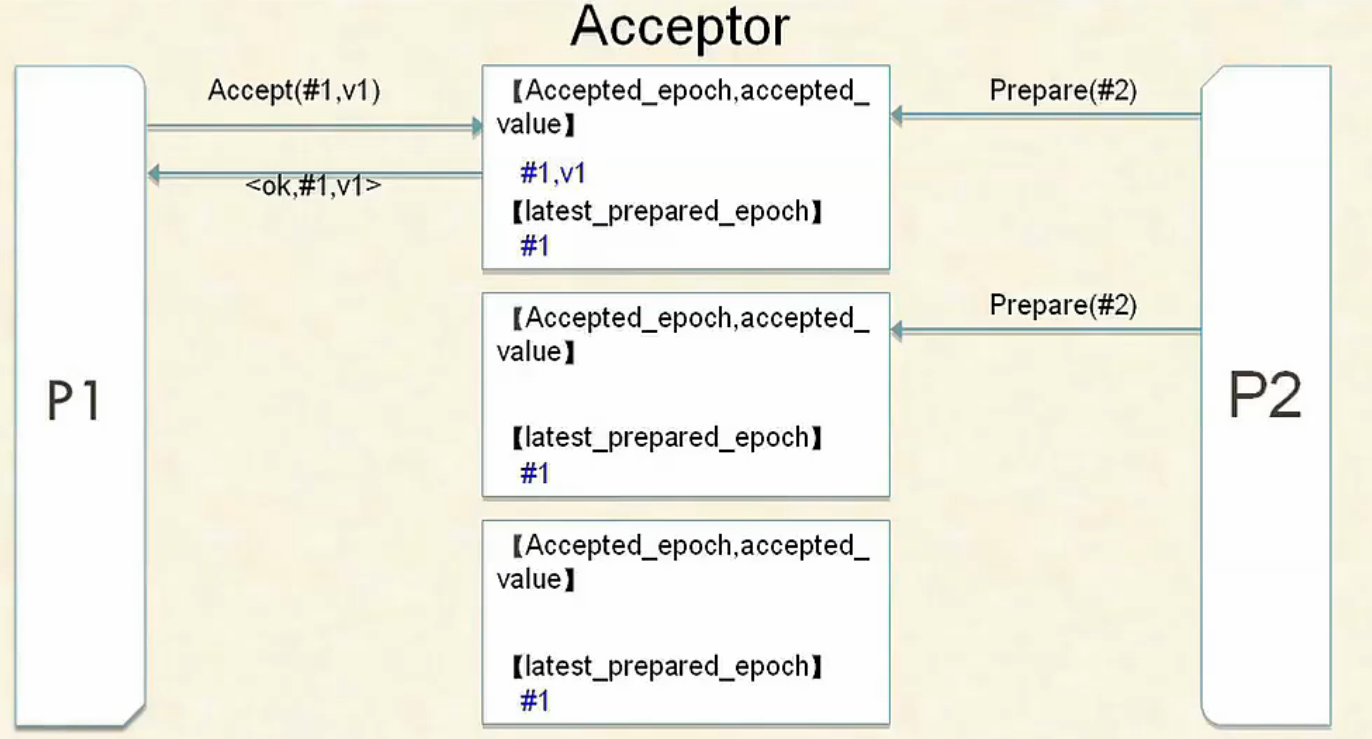 Acceptor
P1
Accept(#1,v1)
<ok,#1,v1>
【Accepted_epoch,accepted_
value】
#1,v1
【latest_prepared_epoch】
#1
【Accepted_epoch,accepted_
value】
【latest_prepared_epoch】
#1
【Accepted_epoch,accepted_
value】
【latest_prepared_epoch】
#1
Prepare(#2)
Prepare(#2)
P2